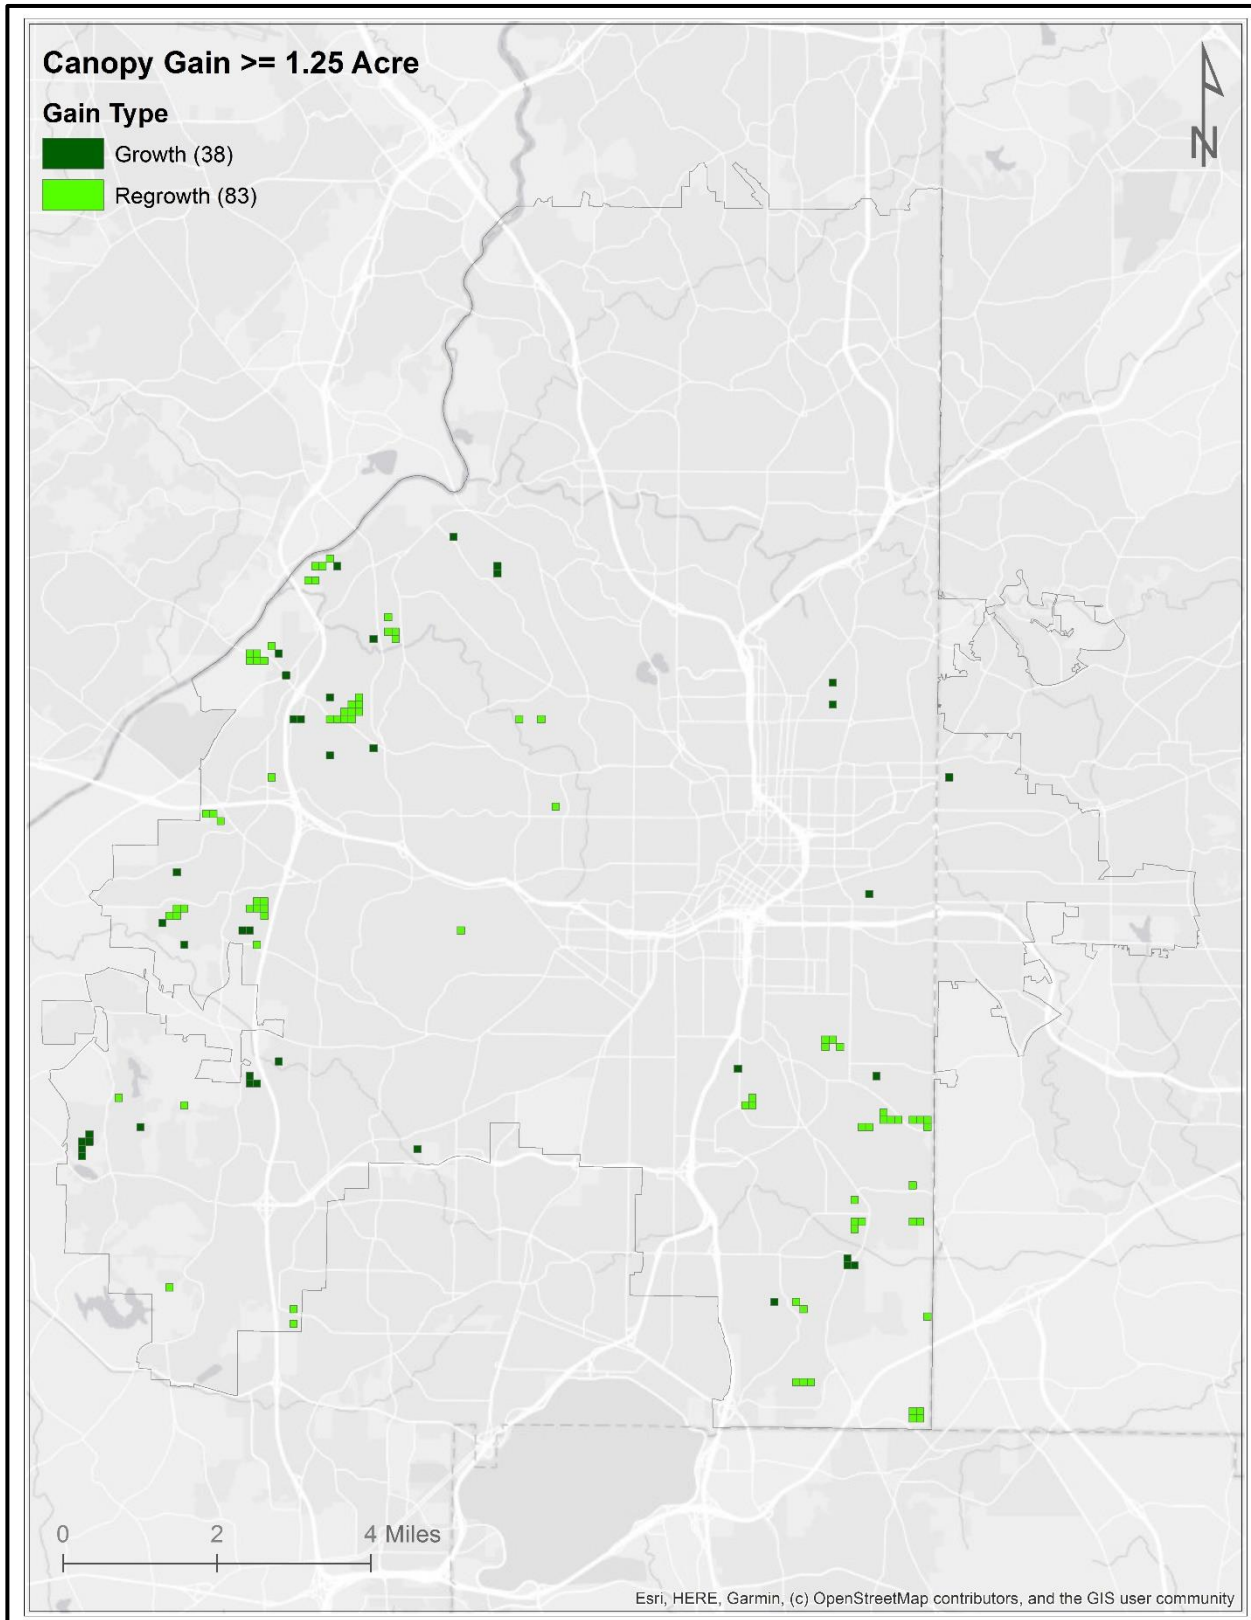 Canopy Gain >= 1.25 Acre
Gain Type
Growth (38)
Regrowth (83)
N
0 2 4 Miles
Esri, HERE, Garmin, (c) OpenStreetMap contributors, and the GIS user community